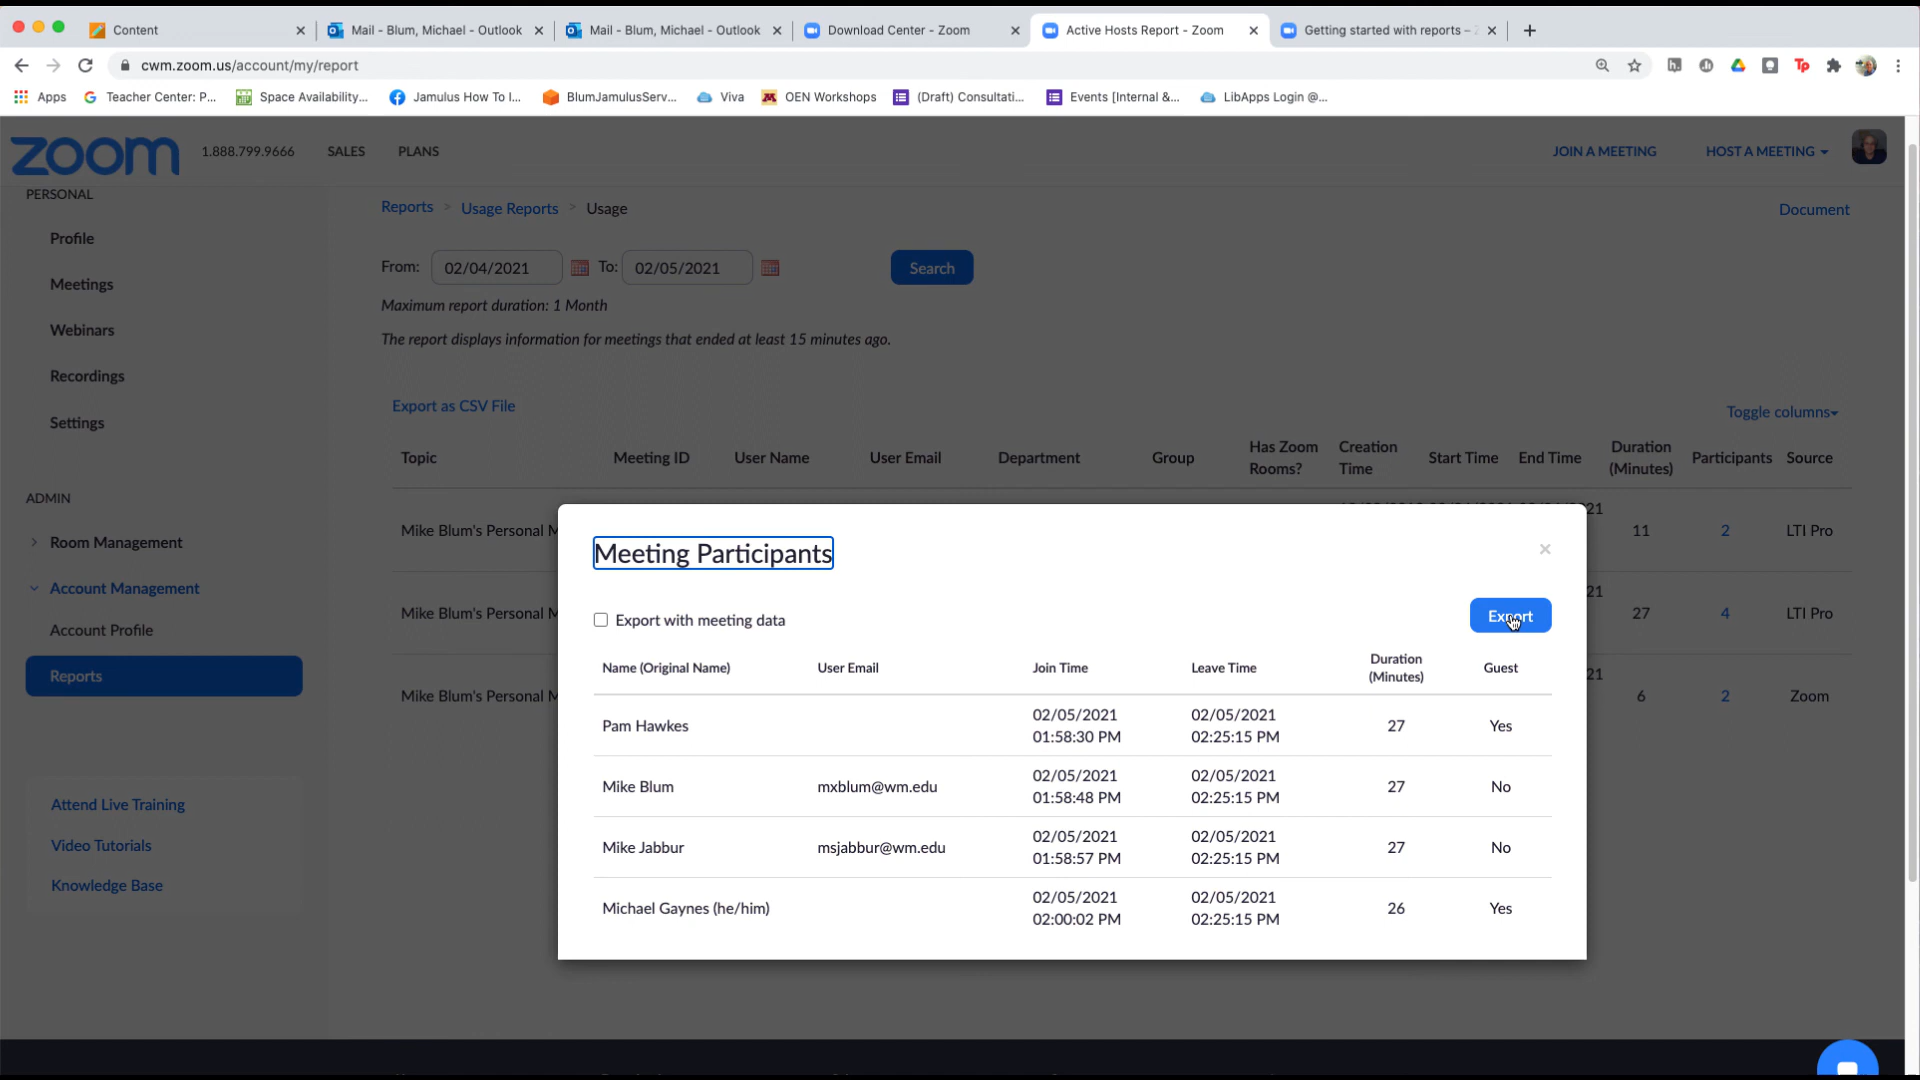 Content
Mail - Blum, Michael - Outlook
Mail - Blum, Michael - Outlook
Download Center - Zoom
Active Hosts Report - Zoom
Getting started with reports –
cwm.zoom.us/account/my/report
Apps
Teacher Center: P...
Space Availability...
Jamulus How To I...
BlumJamulusServ...
Viva
OEN Workshops
(Draft) Consultati...
Events [Internal &...
LibApps Login @...
zoom
1.888.799.9666
SALES
PLANS
JOIN A MEETING
HOST A MEETING
PERSONAL
Profile
Meetings
Webinars
Recordings
Settings
ADMIN
Room Management
Account Management
Account Profile
Reports
Attend Live Training
Video Tutorials
Knowledge Base
Reports > Usage Reports > Usage
Document
From: 02/04/2021 To: 02/05/2021 Search
Maximum report duration: 1 Month
The report displays information for meetings that ended at least 15 minutes ago.
Export as CSV File
Toggle columns
Topic Meeting ID User Name User Email Department Group Has Zoom Rooms? Creation Time Start Time End Time Duration (Minutes) Participants Source
Mike Blum's Personal M 21 11 2 LTI Pro
Mike Blum's Personal M 21 27 4 LTI Pro
Mike Blum's Personal M 21 6 2 Zoom
Meeting Participants
×
Export with meeting data
Export
Name (Original Name) User Email Join Time Leave Time Duration (Minutes) Guest
Pam Hawkes 02/05/2021 01:58:30 PM 02/05/2021 02:25:15 PM 27 Yes
Mike Blum mxblum@wm.edu 02/05/2021 01:58:48 PM 02/05/2021 02:25:15 PM 27 No
Mike Jabbur msjabbur@wm.edu 02/05/2021 01:58:57 PM 02/05/2021 02:25:15 PM 27 No
Michael Gaynes (he/him) 02/05/2021 02:00:02 PM 02/05/2021 02:25:15 PM 26 Yes